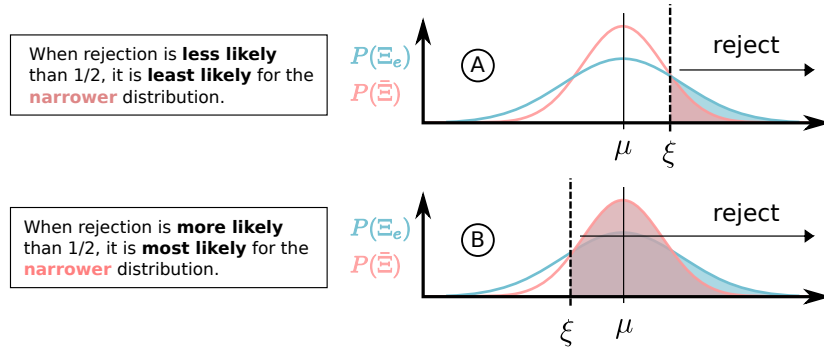 When rejection is less likely
than 1/2, it is least likely for the
narrower distribution.
P(Ξₑ)
P(Ξ̄)
A
reject
μ
ξ
When rejection is more likely
than 1/2, it is most likely for the
narrower distribution.
P(Ξₑ)
P(Ξ̄)
B
reject
ξ
μ